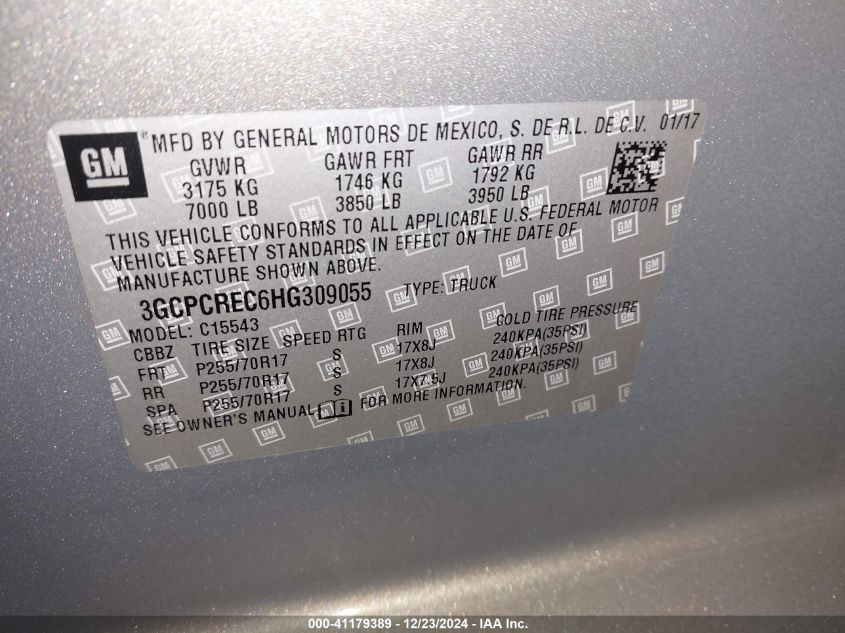 GM ® MFD BY GENERAL MOTORS DE MEXICO, S. DE R.L. DE C.V. 01/17
GVWR GAWR FRT GAWR RR
3175 KG 1746 KG 1792 KG
7000 LB 3850 LB 3950 LB
THIS VEHICLE CONFORMS TO ALL APPLICABLE U.S. FEDERAL MOTOR
VEHICLE SAFETY STANDARDS IN EFFECT ON THE DATE OF
MANUFACTURE SHOWN ABOVE.
3GCPCREC6HG309055 TYPE: TRUCK
MODEL: C15543
CBBZ TIRE SIZE SPEED RTG RIM COLD TIRE PRESSURE
FRT P255/70R17 S 17X8J 240KPA(35PSI)
RR P255/70R17 S 17X8J 240KPA(35PSI)
SPA P255/70R17 S 17X7.5J 240KPA(35PSI)
SEE OWNER'S MANUAL FOR MORE INFORMATION.
000-41179389 - 12/23/2024 - IAA Inc.